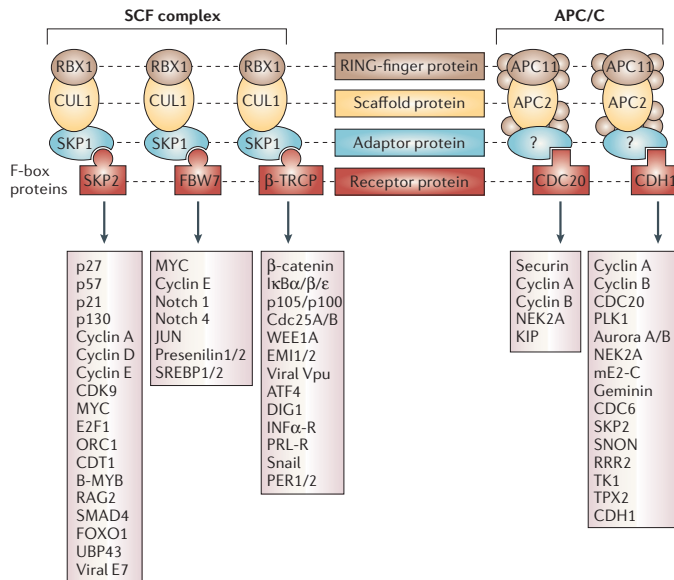 SCF complex
APC/C
RBX1 RBX1 RBX1 RING-finger protein APC11 APC11
CUL1 CUL1 CUL1 Scaffold protein APC2 APC2
SKP1 SKP1 SKP1 Adaptor protein ? ?
F-box
proteins
SKP2 FBW7 β-TRCP Receptor protein CDC20 CDH1
p27
p57
p21
p130
Cyclin A
Cyclin D
Cyclin E
CDK9
MYC
E2F1
ORC1
CDT1
B-MYB
RAG2
SMAD4
FOXO1
UBP43
Viral E7
MYC
Cyclin E
Notch 1
Notch 4
JUN
Presenilin1/2
SREBP1/2
β-catenin
IκBα/β/ε
p105/p100
Cdc25A/B
WEE1A
EMI1/2
Viral Vpu
ATF4
DIG1
INFα-R
PRL-R
Snail
PER1/2
Securin
Cyclin A
Cyclin B
NEK2A
KIP
Cyclin A
Cyclin B
CDC20
PLK1
Aurora A/B
NEK2A
mE2-C
Geminin
CDC6
SKP2
SNON
RRR2
TK1
TPX2
CDH1